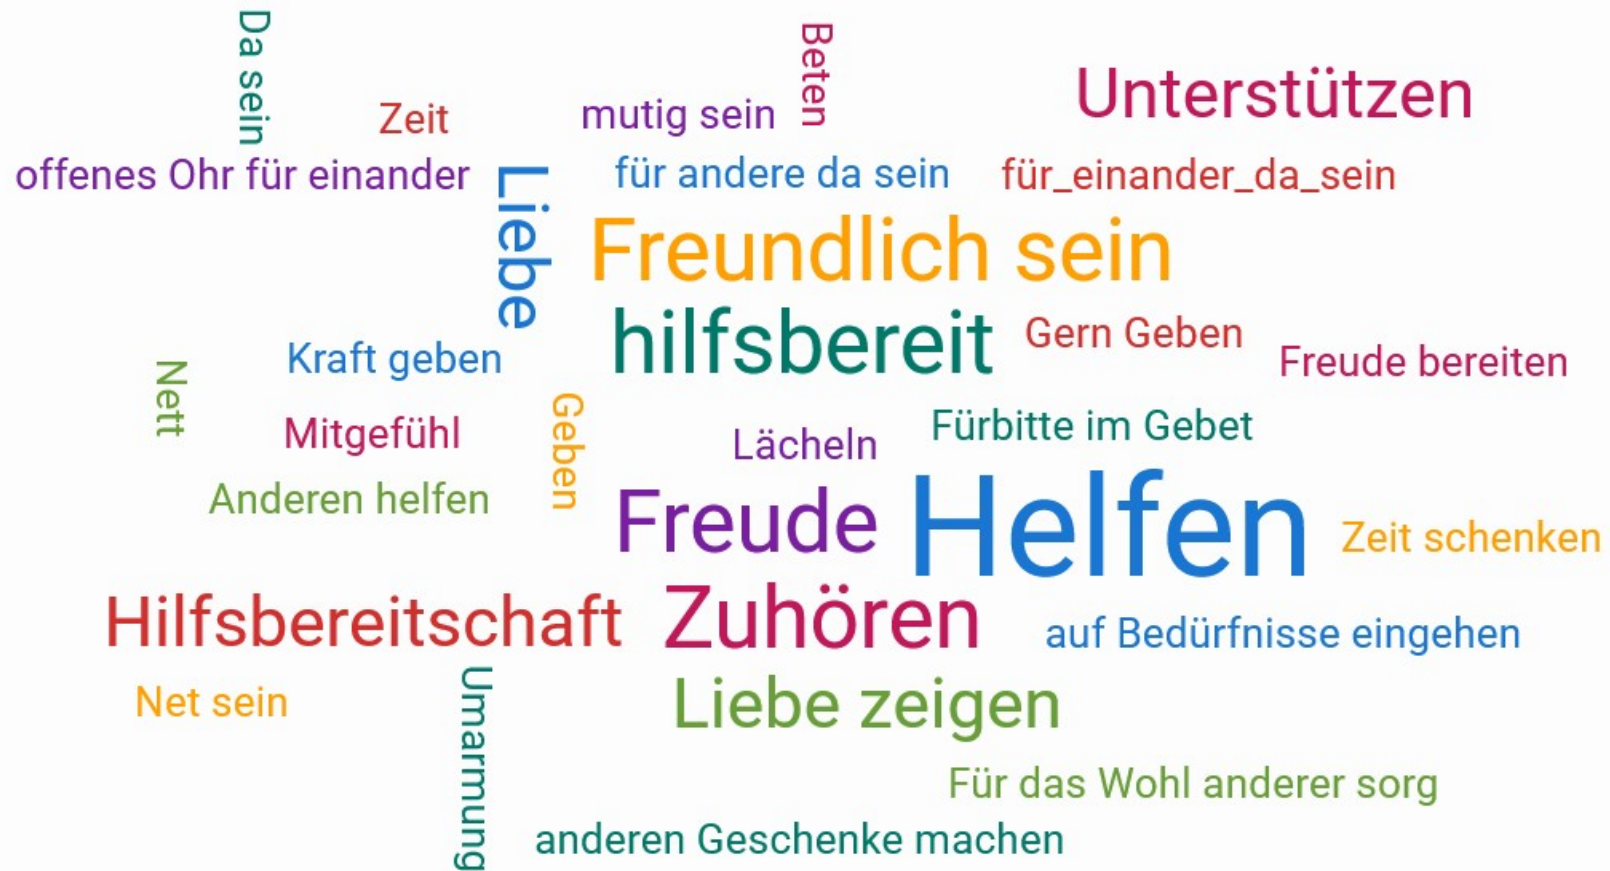 Da sein
Beten
Unterstützen
Zeit
mutig sein
offenes Ohr für einander
Liebe
für andere da sein
für_einander_da_sein
Freundlich sein
hilfsbereit
Gern Geben
Kraft geben
Freude bereiten
Nett
Geben
Mitgefühl
Lächeln
Fürbitte im Gebet
Anderen helfen
Freude
Helfen
Zeit schenken
Hilfsbereitschaft
Zuhören
auf Bedürfnisse eingehen
Net sein
Umarmung
Liebe zeigen
Für das Wohl anderer sorg
anderen Geschenke machen